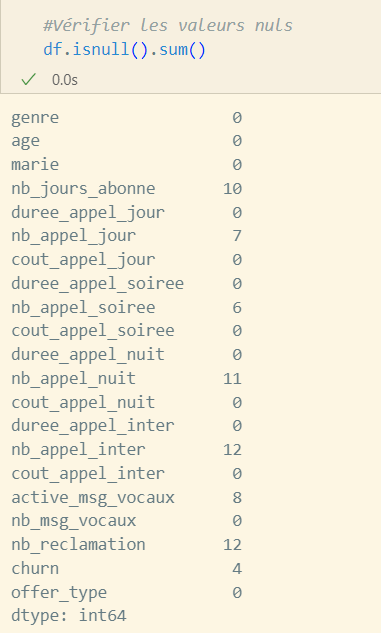 #Vérifier les valeurs nuls
df.isnull().sum()
0.0s
genre 0
age 0
marie 0
nb_jours_abonne 10
duree_appel_jour 0
nb_appel_jour 7
cout_appel_jour 0
duree_appel_soiree 0
nb_appel_soiree 6
cout_appel_soiree 0
duree_appel_nuit 0
nb_appel_nuit 11
cout_appel_nuit 0
duree_appel_inter 0
nb_appel_inter 12
cout_appel_inter 0
active_msg_vocaux 8
nb_msg_vocaux 0
nb_reclamation 12
churn 4
offer_type 0
dtype: int64